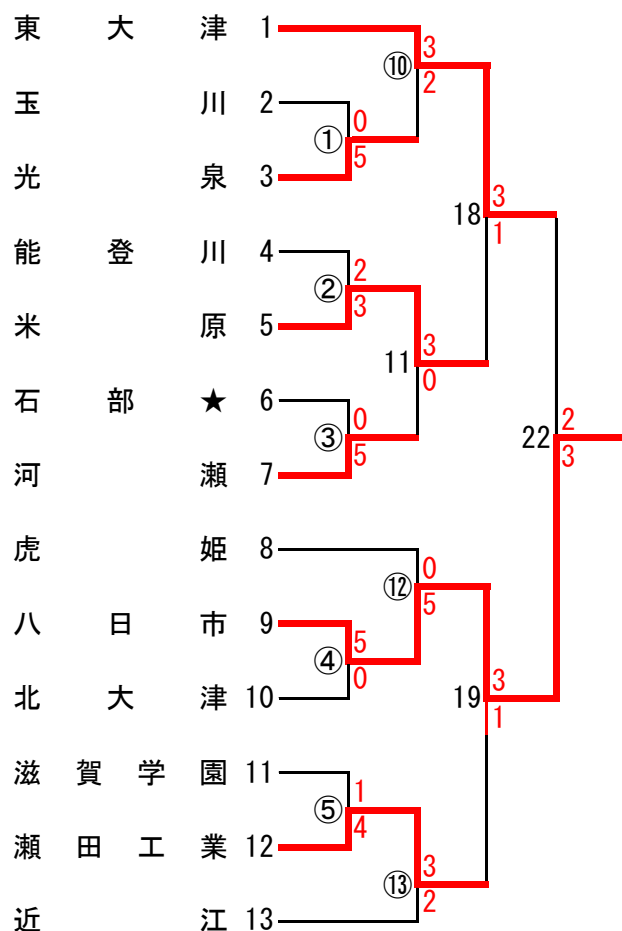 東大津 1
3
⑩
2
玉川 2
0
①
5
光泉 3
3
18
1
能登川 4
2
②
3
米原 5
3
11
0
石部★ 6
0
③
5
河瀬 7
2
22
3
虎姫 8
0
⑫
5
八日市 9
5
④
0
北大津 10
3
19
1
滋賀学園 11
1
⑤
4
瀬田工業 12
3
⑬
2
近江 13